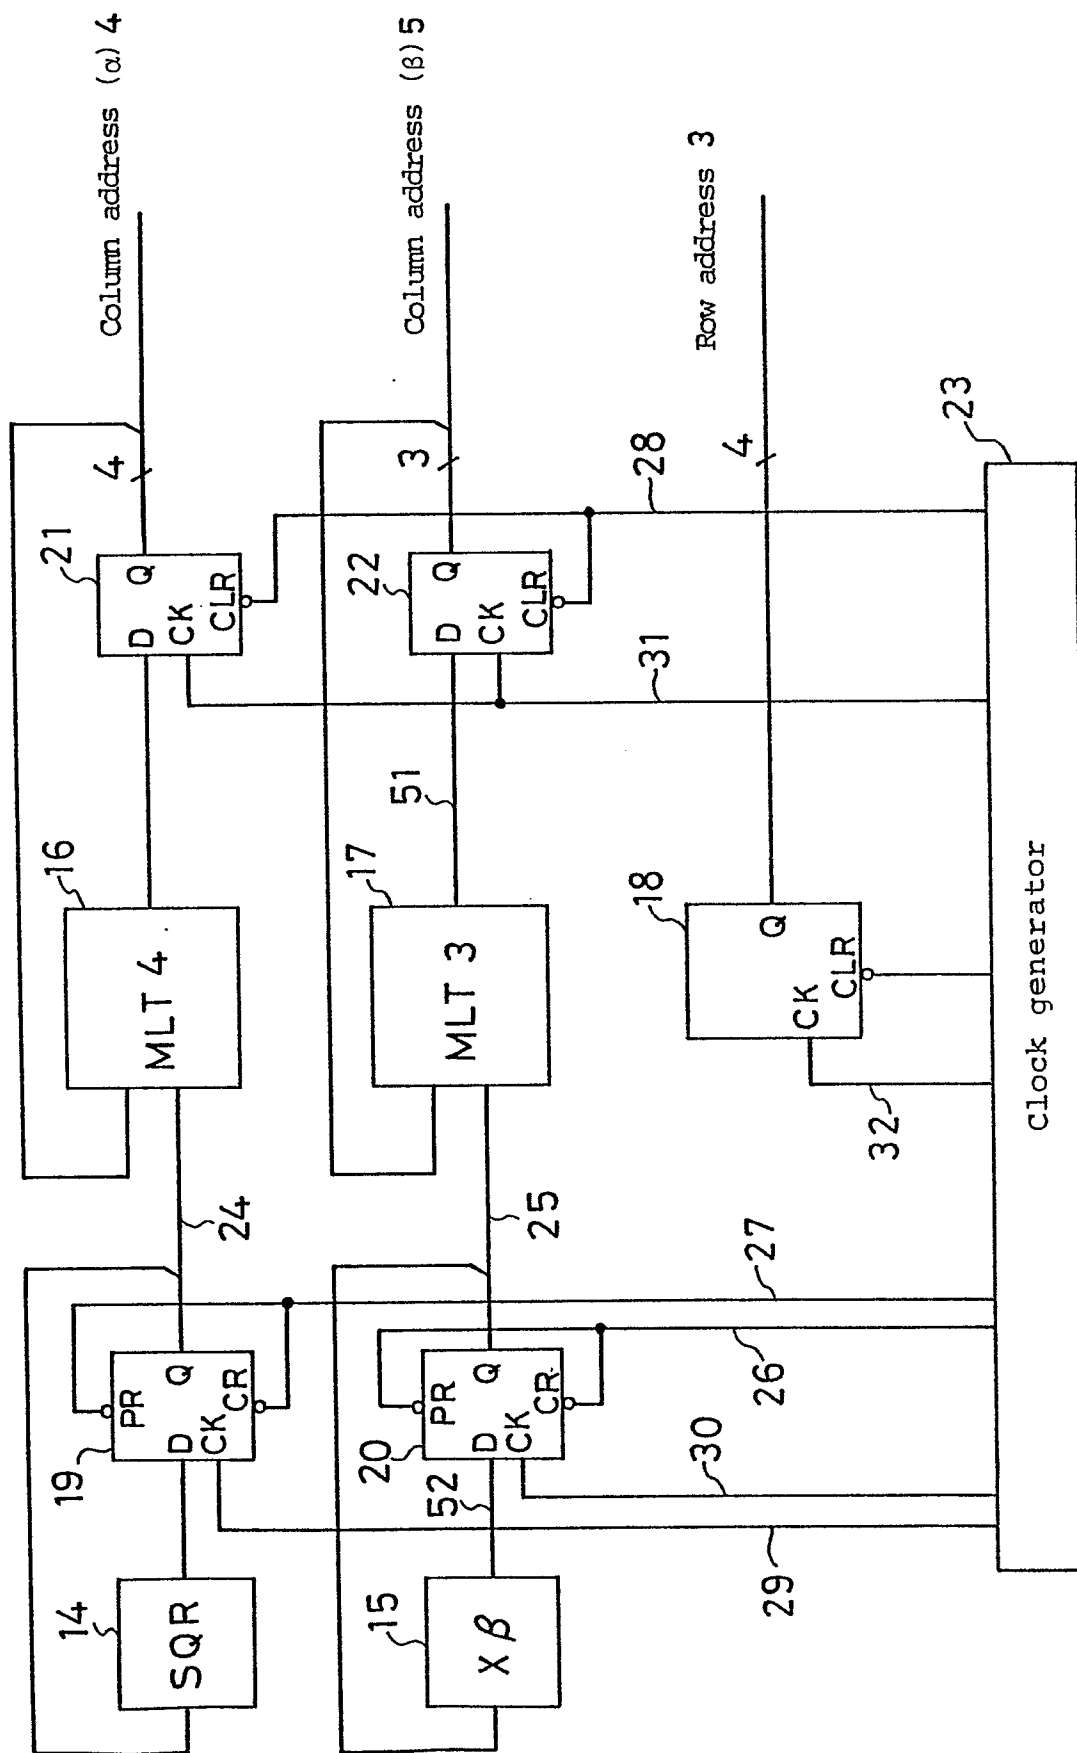 Column address (α) 4
Column address (β) 5
Row address 3
4
21
D Q
CK
CLR
3
22
D Q
CK
CLR
4
28
23
31
16
MLT 4
51
17
MLT 3
18
Q
CK
CLR
32
24
25
27
26
30
29
19
PR
D Q
CK
CR
20
PR
D Q
CK
CR
52
14
SQR
15
X β
Clock generator